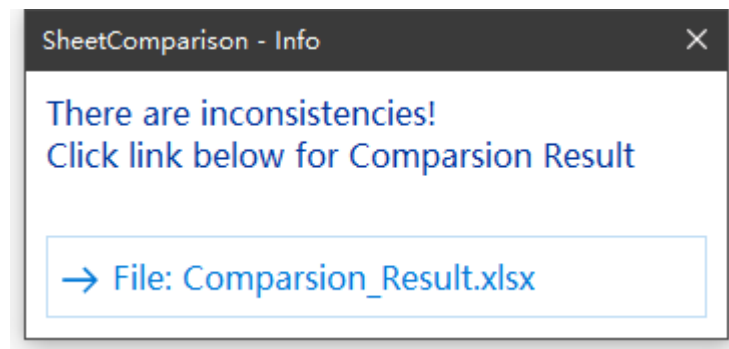 SheetComparison - Info
There are inconsistencies!
Click link below for Comparsion Result
→ File: Comparsion_Result.xlsx